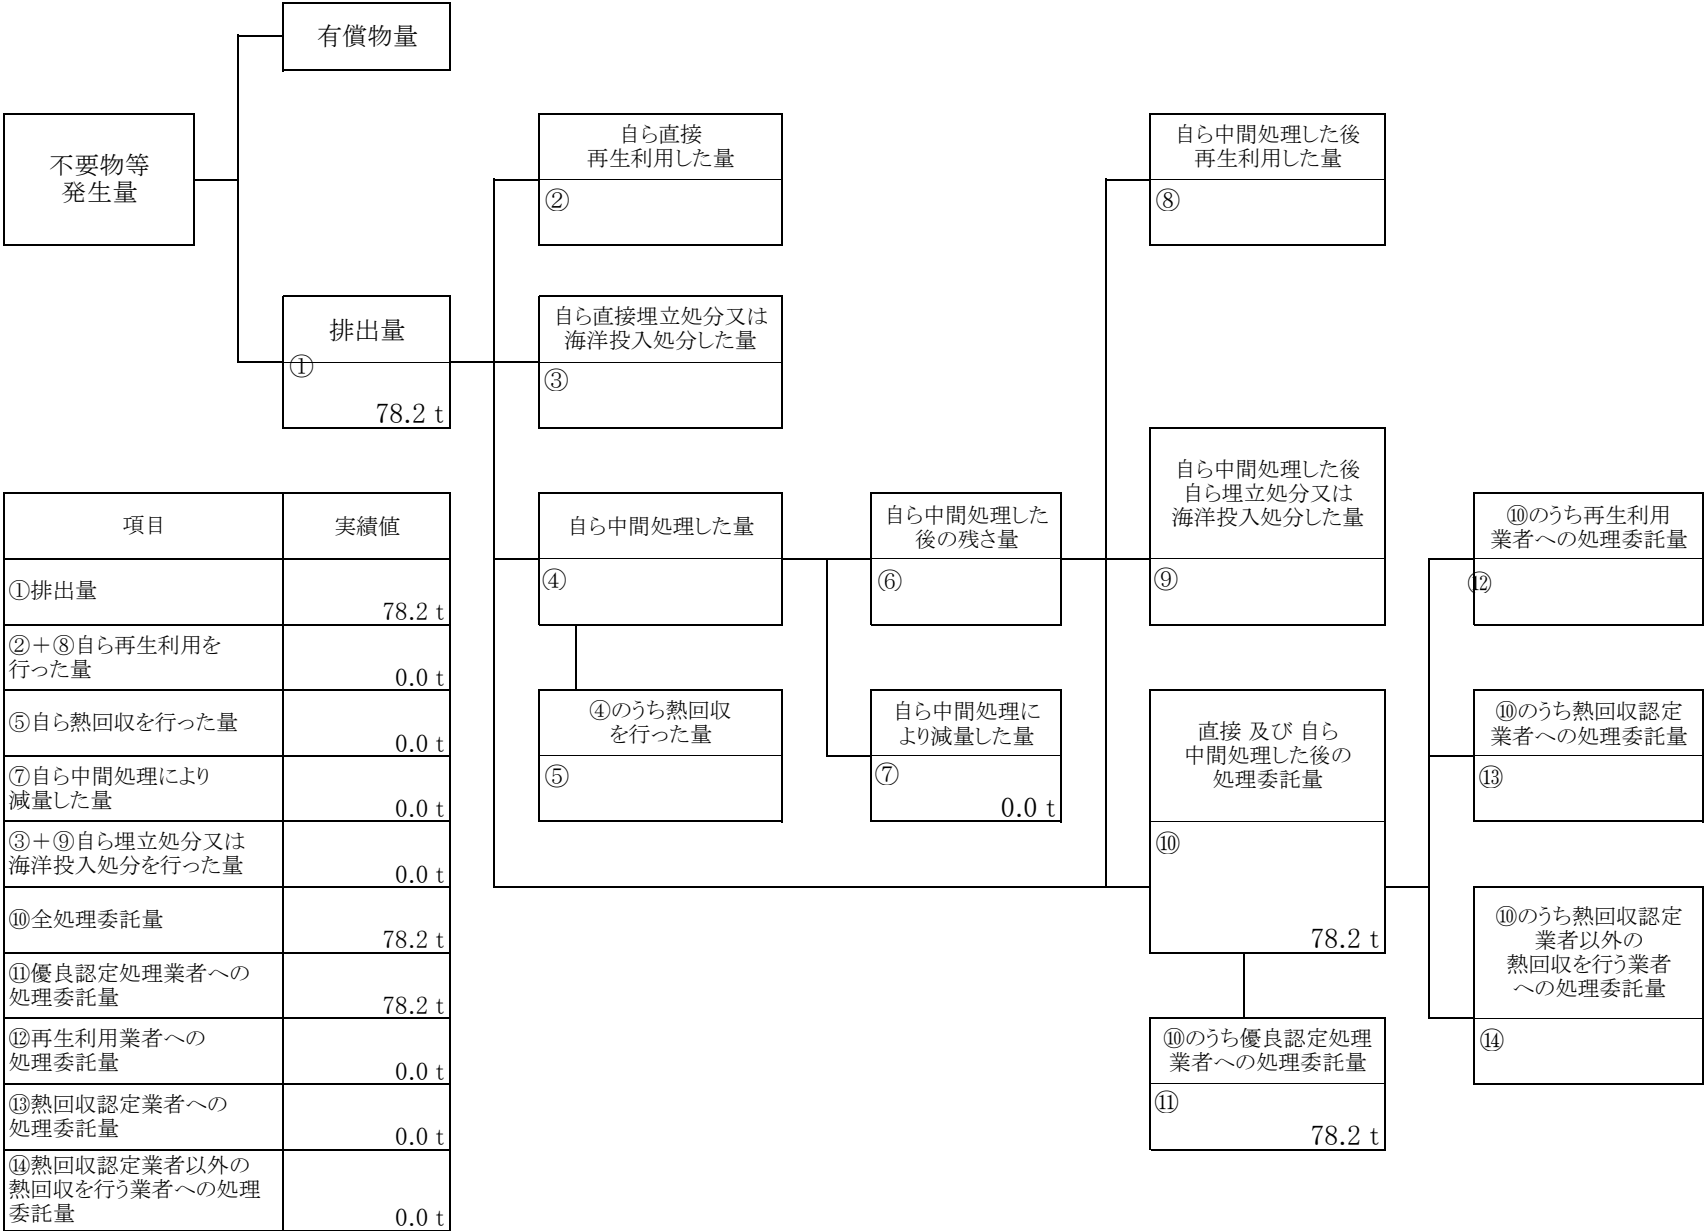 有償物量
不要物等
発生量
自ら直接
再生利用した量
②
自ら中間処理した後
再生利用した量
⑧
排出量
①
78.2 t
自ら直接埋立処分又は
海洋投入処分した量
③
自ら中間処理した量
④
自ら中間処理した
後の残さ量
⑥
自ら中間処理した後
自ら埋立処分又は
海洋投入処分した量
⑨
⑩のうち再生利用
業者への処理委託量
⑫
④のうち熱回収
を行った量
⑤
自ら中間処理に
より減量した量
⑦
0.0 t
直接 及び 自ら
中間処理した後の
処理委託量
⑩
78.2 t
⑩のうち熱回収認定
業者への処理委託量
⑬
⑩のうち熱回収認定
業者以外の
熱回収を行う業者
への処理委託量
⑭
⑩のうち優良認定処理
業者への処理委託量
⑪
78.2 t
項目 実績値
①排出量
78.2 t
②＋⑧自ら再生利用を
行った量
0.0 t
⑤自ら熱回収を行った量
0.0 t
⑦自ら中間処理により
減量した量
0.0 t
③＋⑨自ら埋立処分又は
海洋投入処分を行った量
0.0 t
⑩全処理委託量
78.2 t
⑪優良認定処理業者への
処理委託量
78.2 t
⑫再生利用業者への
処理委託量
0.0 t
⑬熱回収認定業者への
処理委託量
0.0 t
⑭熱回収認定業者以外の
熱回収を行う業者への処理
委託量
0.0 t